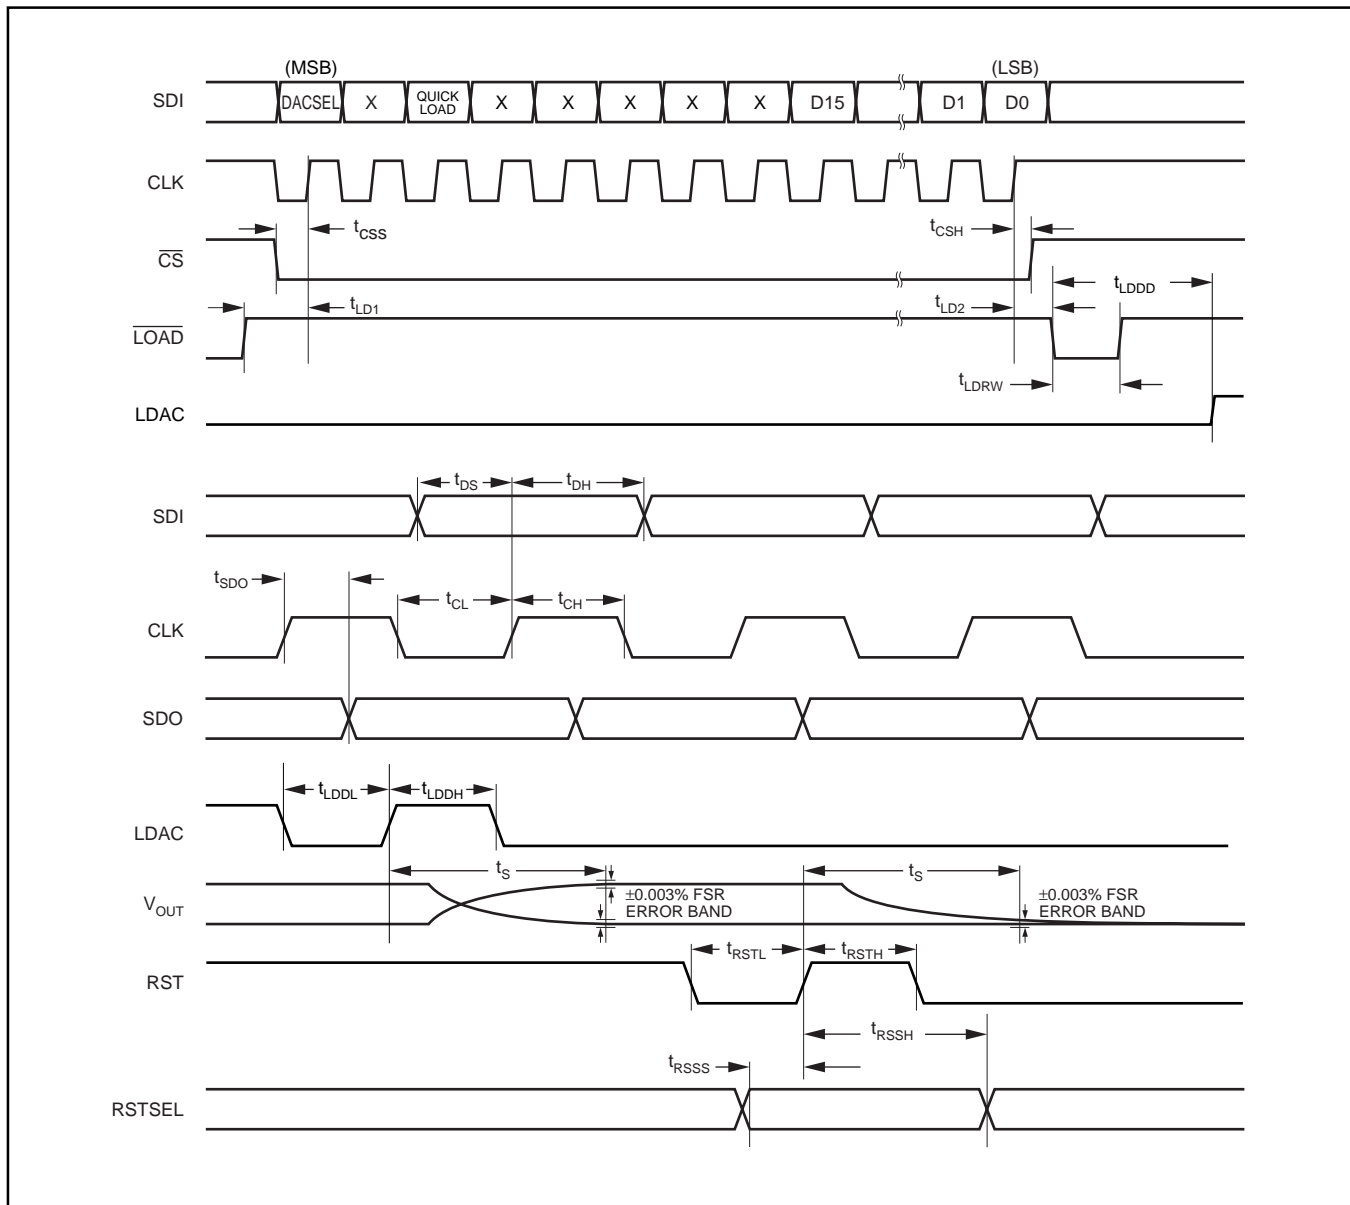 (MSB) (LSB)
SDI DACSEL X QUICK LOAD X X X X X D15 D1 D0
CLK
tCSS tCSH
CS
tLDDD
tLD1 tLD2
LOAD
tLDRW
LDAC
tDS tDH
SDI
tSDO
tCL tCH
CLK
SDO
tLDDL tLDDH
LDAC
tS tS
±0.003% FSR ±0.003% FSR
VOUT ERROR BAND ERROR BAND
tRSTL tRSTH
RST
tRSSH
tRSSS
RSTSEL